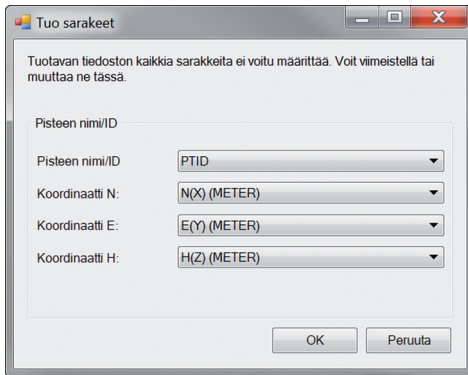 Tuo sarakeet
Tuotavan tiedoston kaikkia sarakkeita ei voitu määrittää. Voit viimeistellä tai
muuttaa ne tässä.
Pisteen nimi/ID
Pisteen nimi/ID PTID
Koordinaatti N: N(X) (METER)
Koordinaatti E: E(Y) (METER)
Koordinaatti H: H(Z) (METER)
OK Peruuta